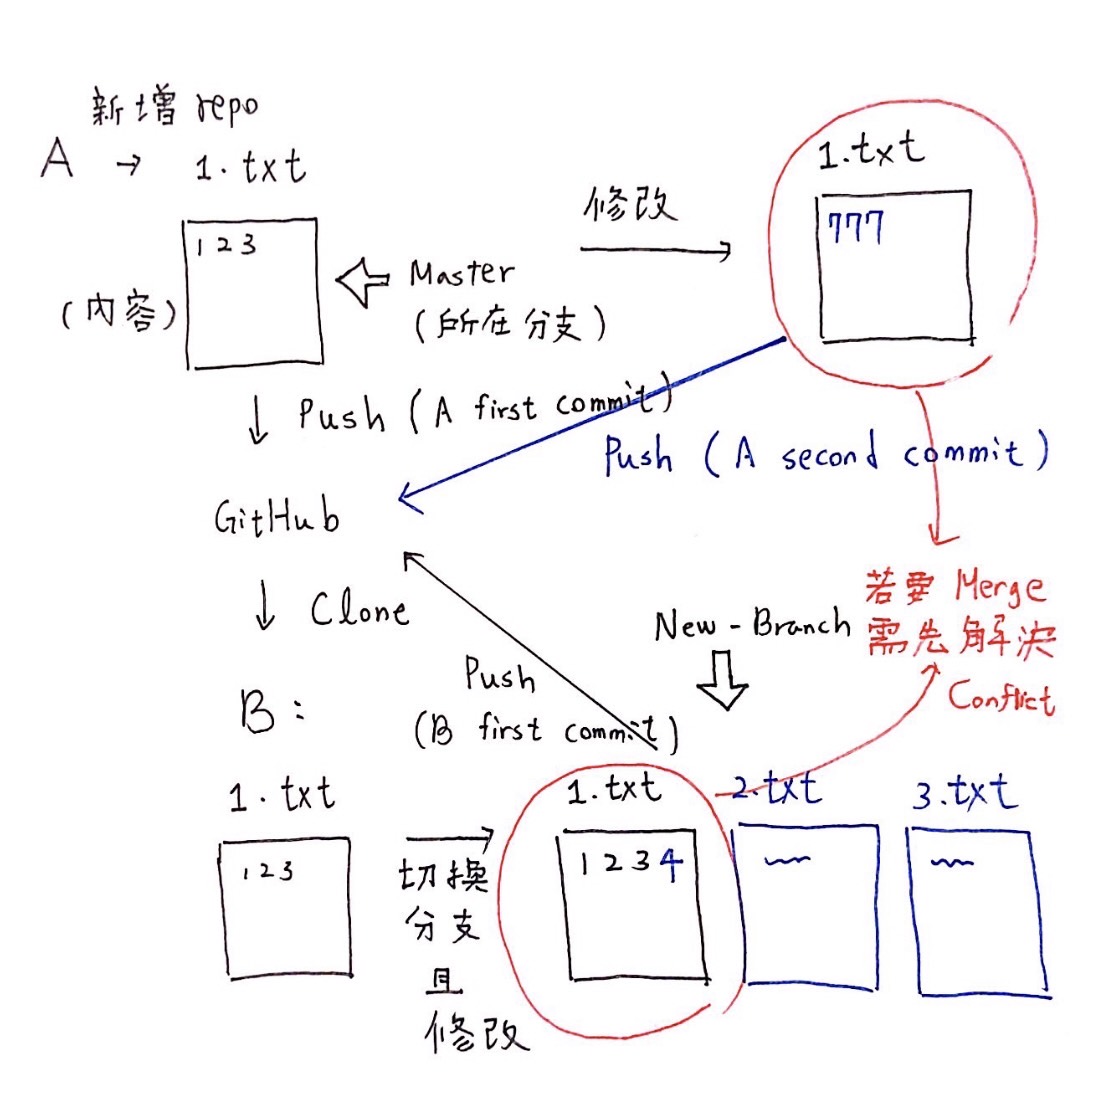 新增 repo
A → 1.txt
1.txt
修改
123
777
Master
(內容)
(所在分支)
Push (A first commit)
Push (A second commit)
GitHub
Clone
若要 Merge
需先解決
Conflict
New-Branch
Push
(B first commit)
B:
1.txt
1.txt
2.txt
3.txt
123
1234
切換
分支
且
修改